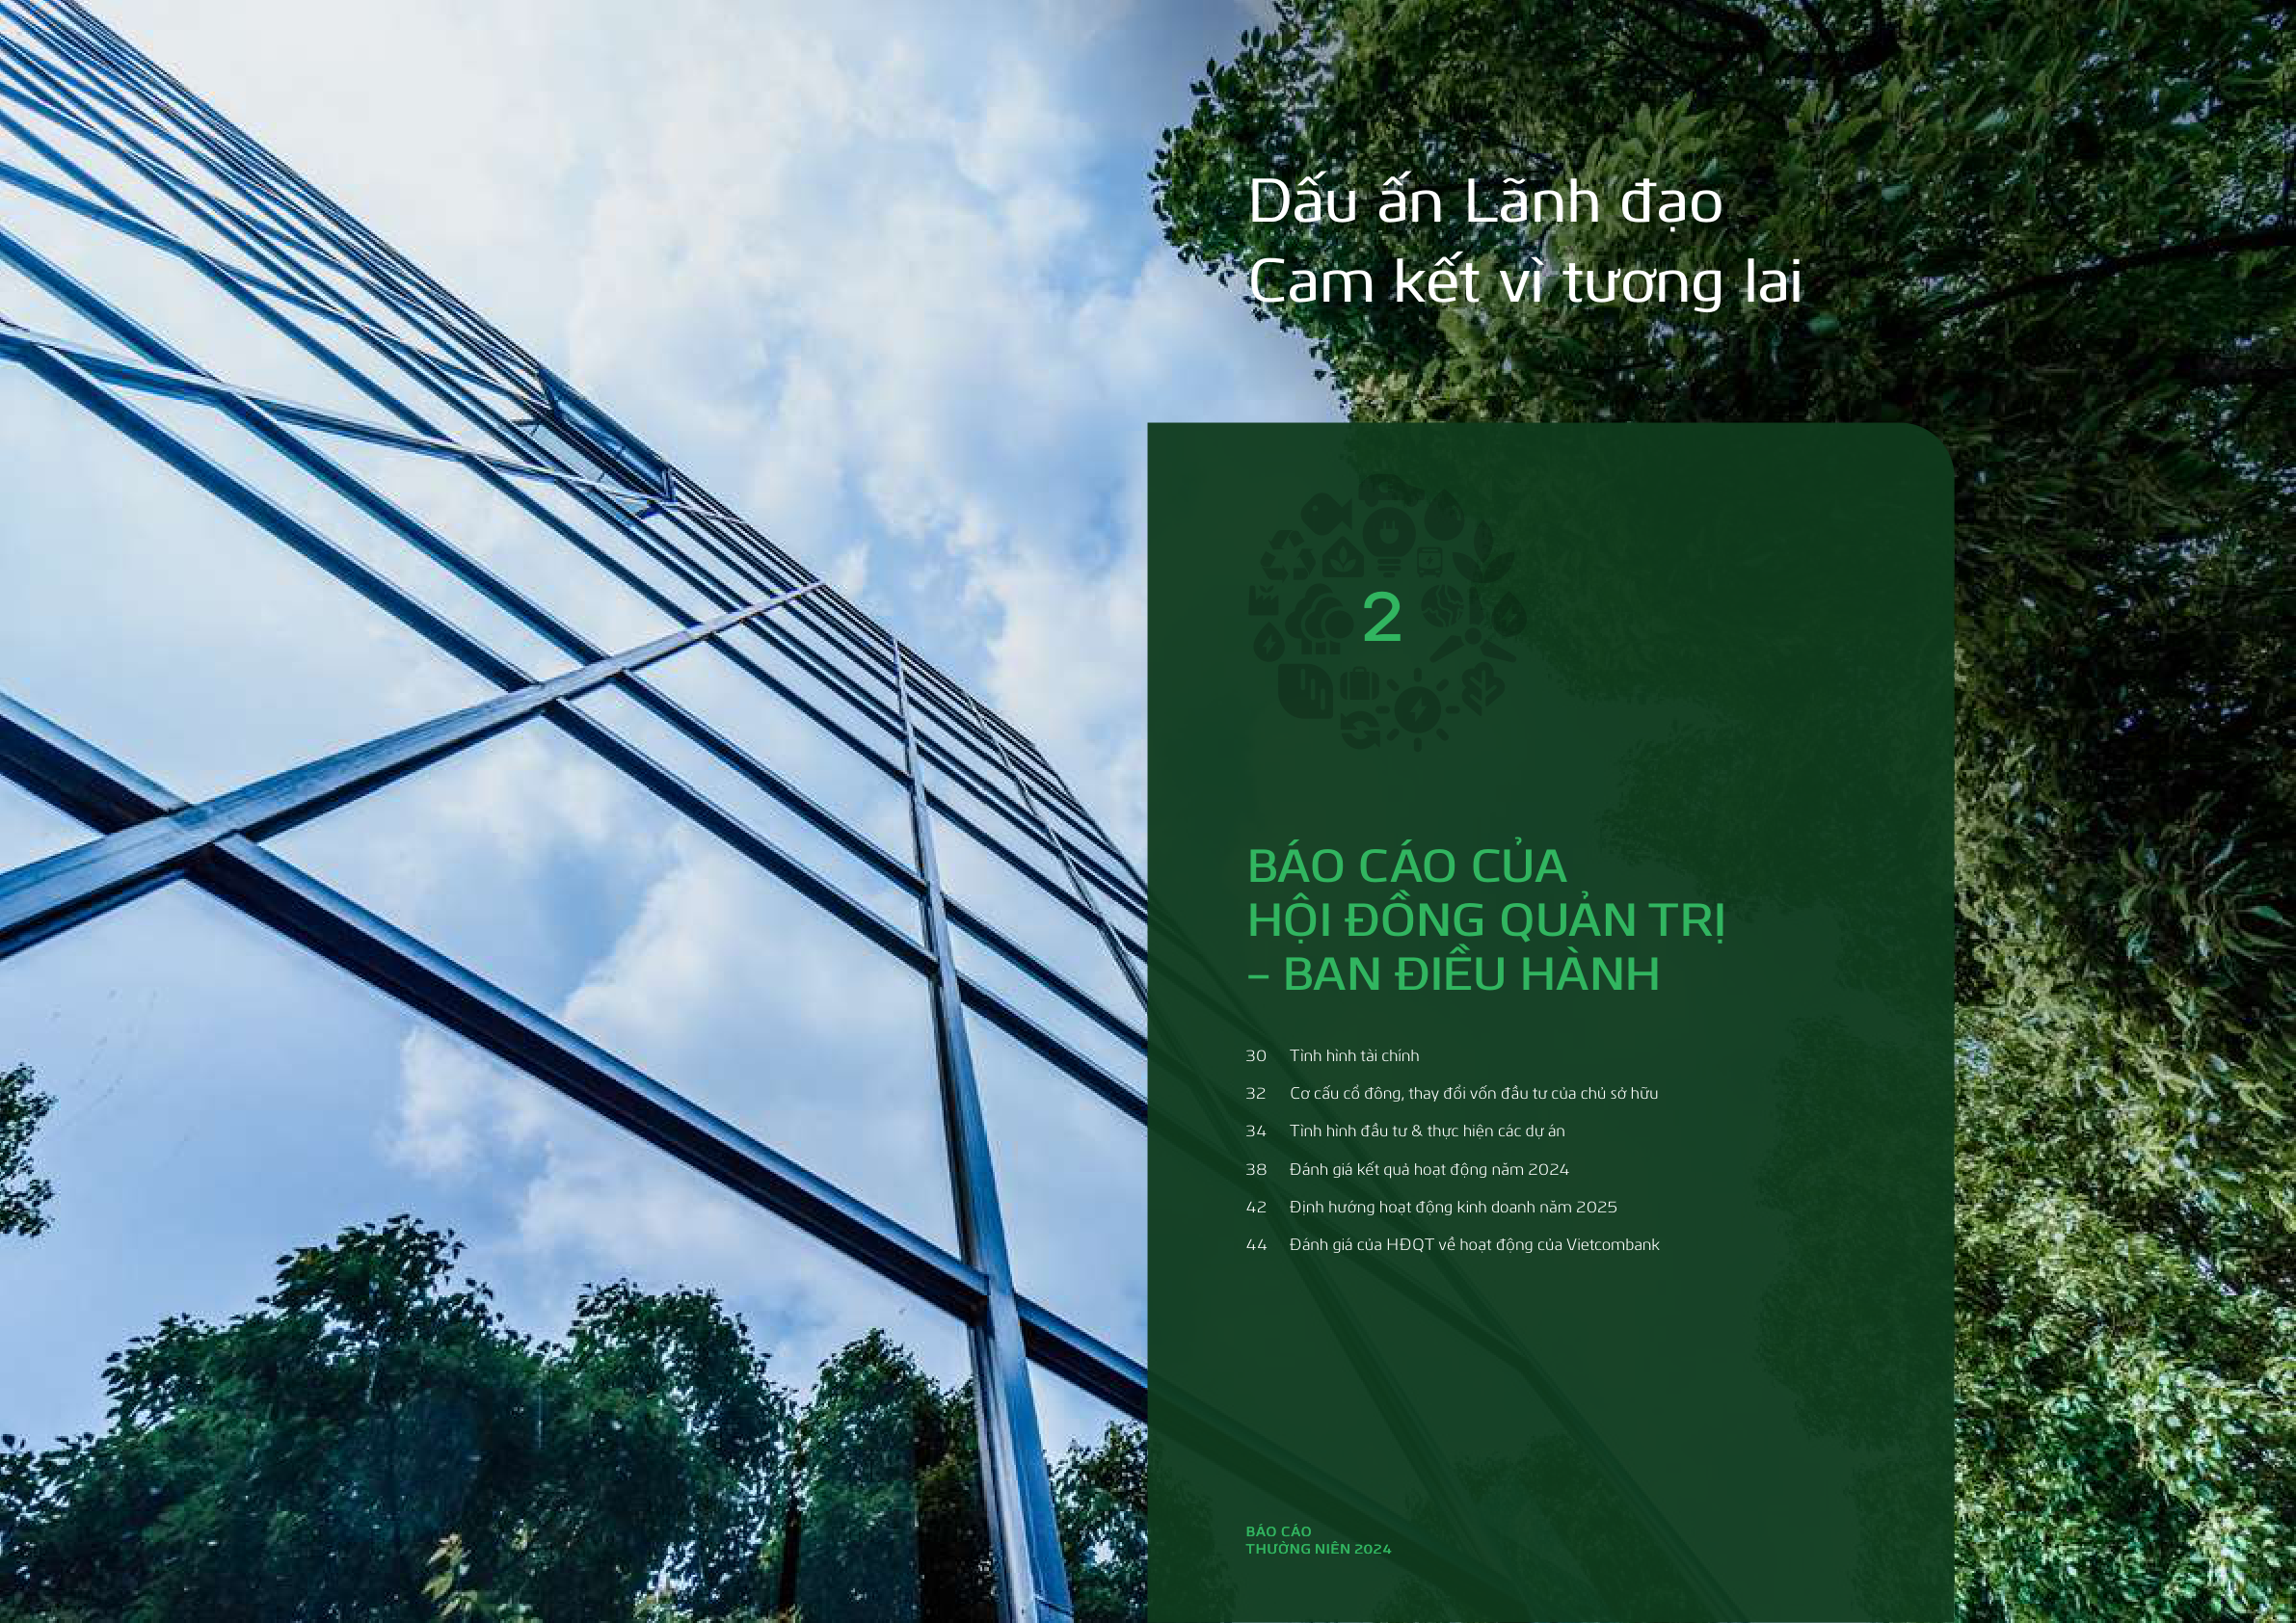 Dấu ấn Lãnh đạo
Cam kết vì tương lai
2
BÁO CÁO CỦA
HỘI ĐỒNG QUẢN TRỊ
– BAN ĐIỀU HÀNH
30 Tình hình tài chính
32 Cơ cấu cổ đông, thay đổi vốn đầu tư của chủ sở hữu
34 Tình hình đầu tư & thực hiện các dự án
38 Đánh giá kết quả hoạt động năm 2024
42 Định hướng hoạt động kinh doanh năm 2025
44 Đánh giá của HĐQT về hoạt động của Vietcombank
BÁO CÁO
THƯỜNG NIÊN 2024